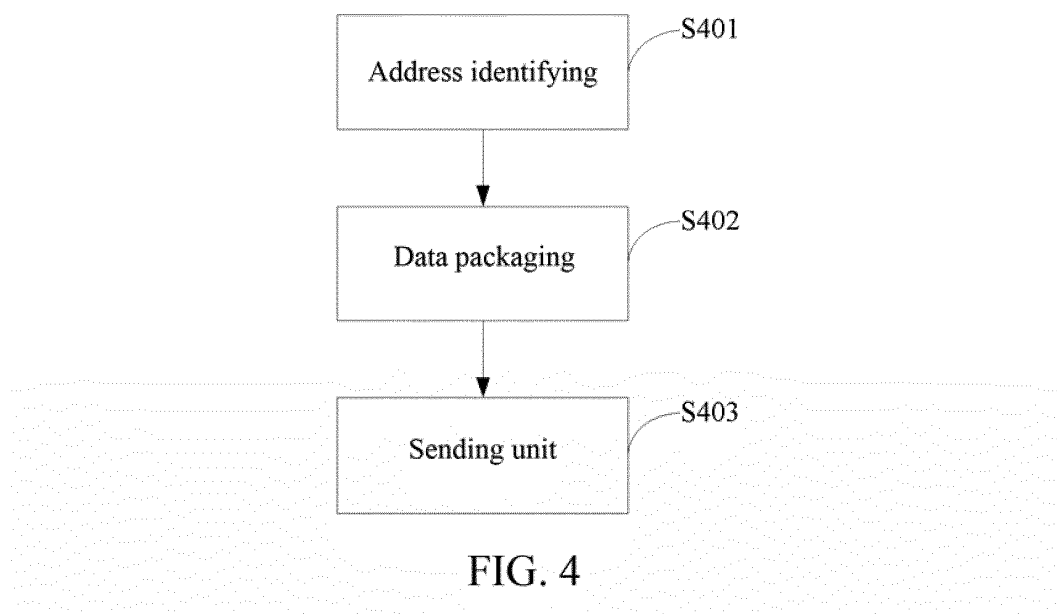 S401
Address identifying
S402
Data packaging
S403
Sending unit
FIG. 4